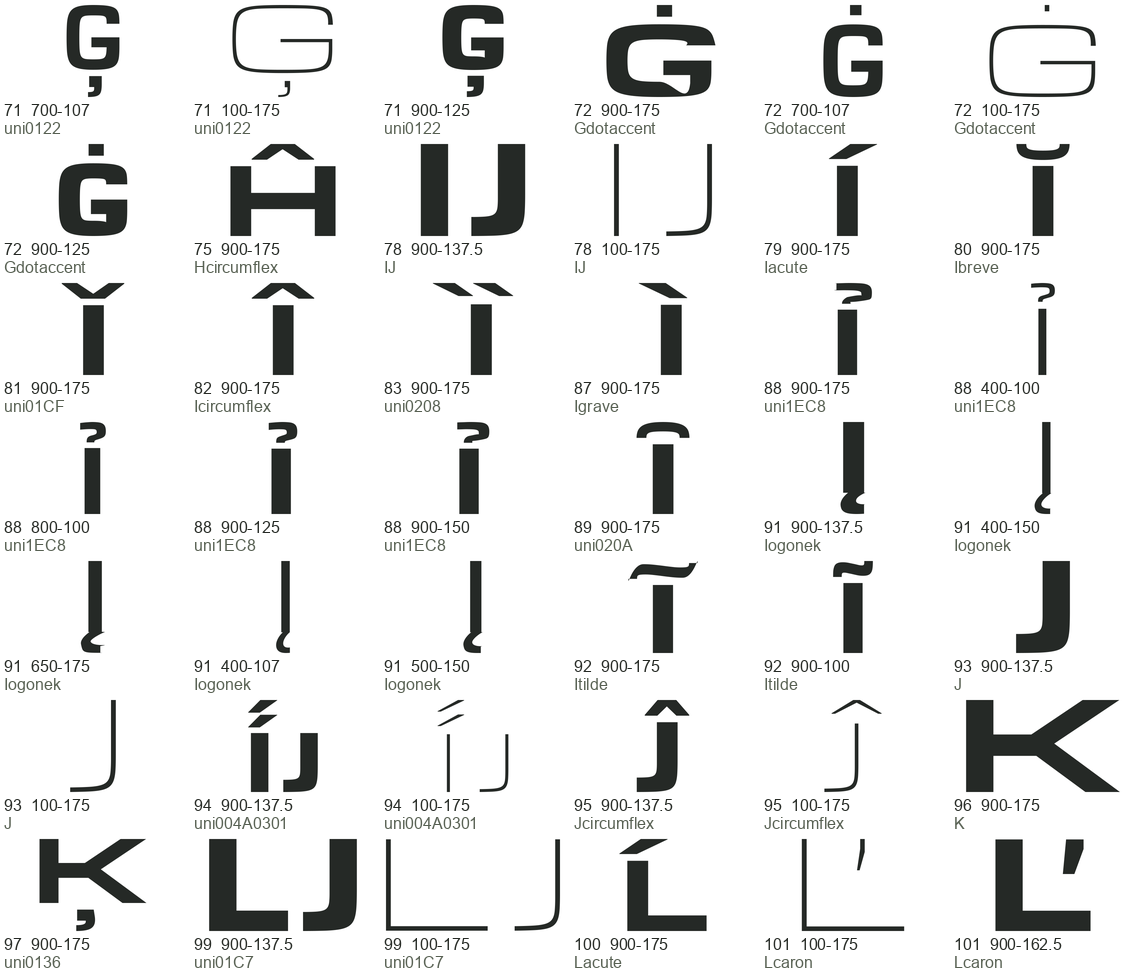 Ģ Ģ Ģ Ġ Ġ Ġ
71 700-107 71 100-175 71 900-125 72 900-175 72 700-107 72 100-175
uni0122 uni0122 uni0122 Gdotaccent Gdotaccent Gdotaccent
Ġ Ĥ IJ IJ Í Ĭ
72 900-125 75 900-175 78 900-137.5 78 100-175 79 900-175 80 900-175
Gdotaccent Hcircumflex IJ IJ Iacute Ibreve
Ǐ Î Ȉ Ì Ỉ Ỉ
81 900-175 82 900-175 83 900-175 87 900-175 88 900-175 88 400-100
uni01CF Icircumflex uni0208 Igrave uni1EC8 uni1EC8
Ỉ Ỉ Ỉ Ȋ Į Į
88 800-100 88 900-125 88 900-150 89 900-175 91 900-137.5 91 400-150
uni1EC8 uni1EC8 uni1EC8 uni020A Iogonek Iogonek
Į Į Į Ĩ Ĩ J
91 650-175 91 400-107 91 500-150 92 900-175 92 900-100 93 900-137.5
Iogonek Iogonek Iogonek Itilde Itilde J
J ÍJ́ ÍJ́ Ĵ Ĵ K
93 100-175 94 900-137.5 94 100-175 95 900-137.5 95 100-175 96 900-175
J uni004A0301 uni004A0301 Jcircumflex Jcircumflex K
Ķ LJ LJ Ĺ Ľ Ľ
97 900-175 99 900-137.5 99 100-175 100 900-175 101 100-175 101 900-162.5
uni0136 uni01C7 uni01C7 Lacute Lcaron Lcaron